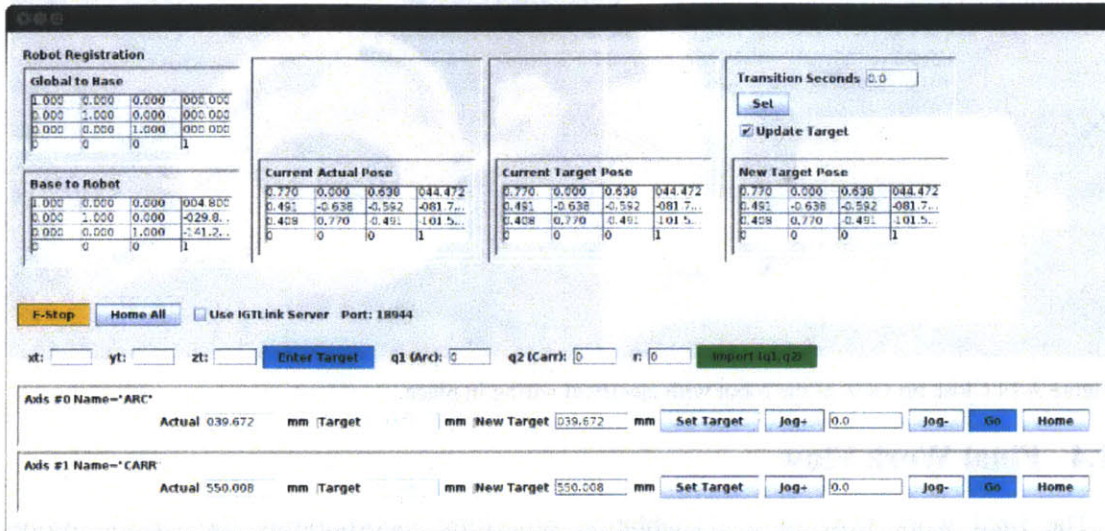 Robot Registration
Global to Base
1.000 0.000 0.000 000.000
0.000 1.000 0.000 000.000
0.000 0.000 1.000 000.000
0 0 0 1
Base to Robot
1.000 0.000 0.000 004.800
0.000 1.000 0.000 -029.8...
0.000 0.000 1.000 -141.2...
0 0 0 1
Current Actual Pose
0.770 0.000 0.638 044.472
0.491 -0.638 -0.592 -081.7...
0.408 0.770 -0.491 -101.5...
0 0 0 1
Current Target Pose
0.770 0.000 0.638 044.472
0.491 -0.638 -0.592 -081.7...
0.408 0.770 -0.491 -101.5...
0 0 0 1
Transition Seconds 0.0
Set
Update Target
New Target Pose
0.770 0.000 0.638 044.472
0.491 -0.638 -0.592 -081.7...
0.408 0.770 -0.491 -101.5...
0 0 0 1
E-Stop Home All Use IGTLink Server Port: 18944
xt: yt: zt: Enter Target q1 (Arc): 0 q2 (Carr): 0 r: 0 Import (q1,q2)
Axis #0 Name="ARC"
Actual 039.672 mm Target mm New Target 039.672 mm Set Target Jog+ 0.0 Jog- Go Home
Axis #1 Name="CARR"
Actual 550.008 mm Target mm New Target 550.008 mm Set Target Jog+ 0.0 Jog- Go Home